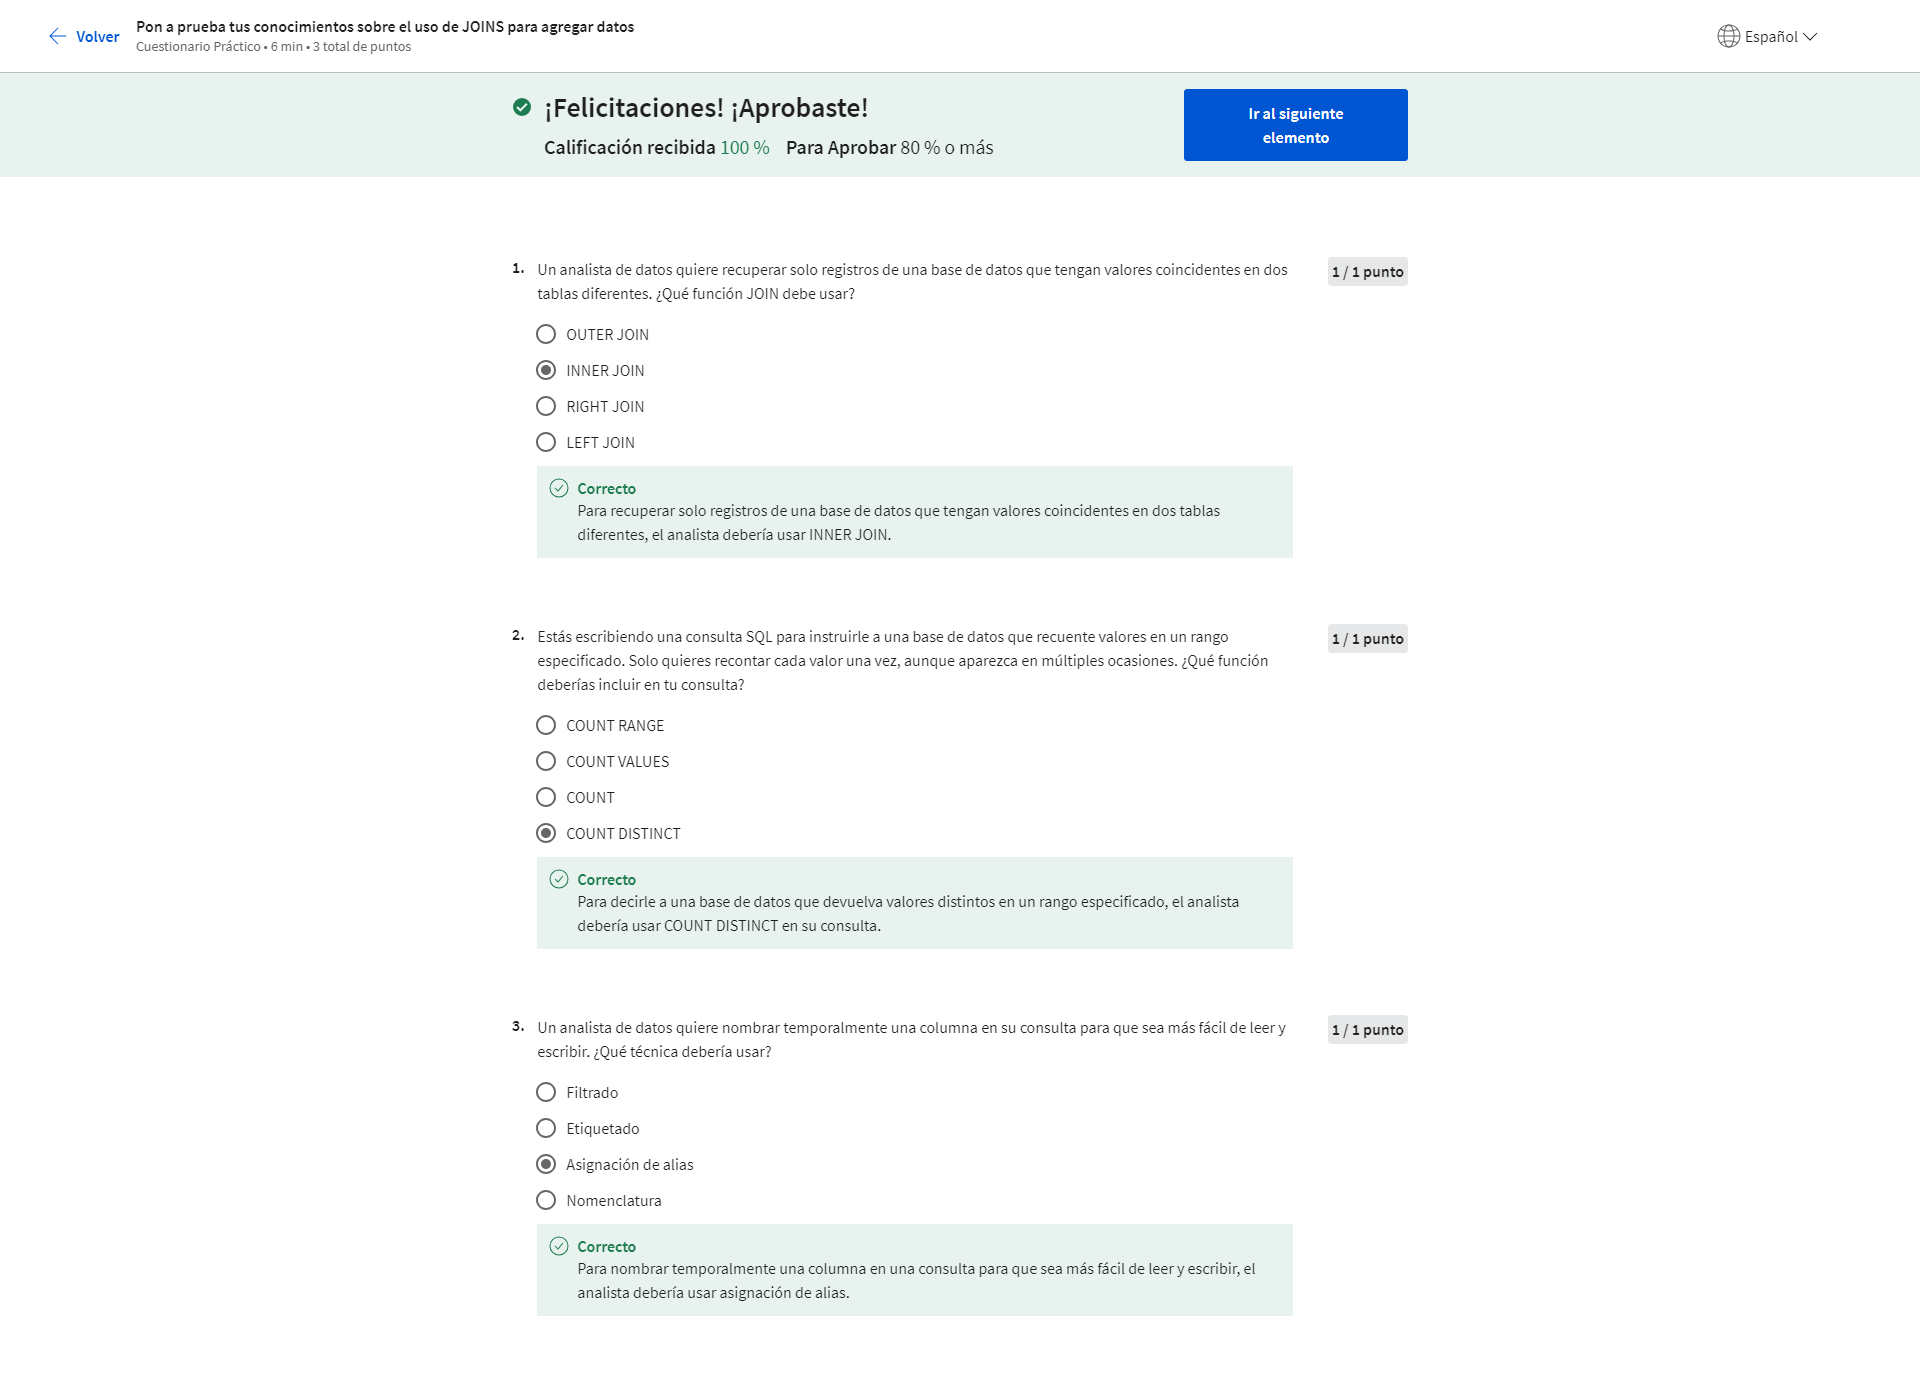 Volver
Pon a prueba tus conocimientos sobre el uso de JOINS para agregar datos
Cuestionario Práctico • 6 min • 3 total de puntos
Español
¡Felicitaciones! ¡Aprobaste!
Calificación recibida 100 % Para Aprobar 80 % o más
Ir al siguiente
elemento
1. Un analista de datos quiere recuperar solo registros de una base de datos que tengan valores coincidentes en dos
tablas diferentes. ¿Qué función JOIN debe usar?
1 / 1 punto
OUTER JOIN
INNER JOIN
RIGHT JOIN
LEFT JOIN
Correcto
Para recuperar solo registros de una base de datos que tengan valores coincidentes en dos tablas
diferentes, el analista debería usar INNER JOIN.
2. Estás escribiendo una consulta SQL para instruirle a una base de datos que recuente valores en un rango
especificado. Solo quieres recontar cada valor una vez, aunque aparezca en múltiples ocasiones. ¿Qué función
deberías incluir en tu consulta?
1 / 1 punto
COUNT RANGE
COUNT VALUES
COUNT
COUNT DISTINCT
Correcto
Para decirle a una base de datos que devuelva valores distintos en un rango especificado, el analista
debería usar COUNT DISTINCT en su consulta.
3. Un analista de datos quiere nombrar temporalmente una columna en su consulta para que sea más fácil de leer y
escribir. ¿Qué técnica debería usar?
1 / 1 punto
Filtrado
Etiquetado
Asignación de alias
Nomenclatura
Correcto
Para nombrar temporalmente una columna en una consulta para que sea más fácil de leer y escribir, el
analista debería usar asignación de alias.